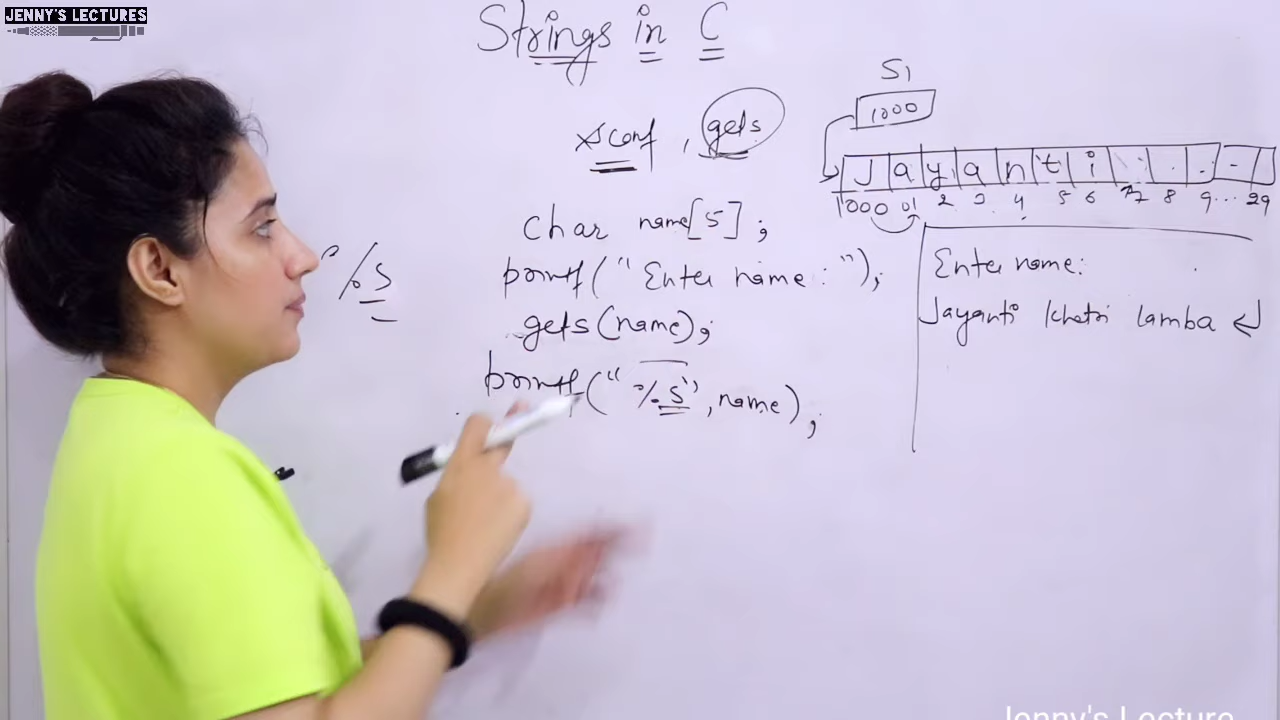 JENNY'S LECTURES
Strings in C
S1
1000
scanf , gets
J a y a n t i
1000 01 2 3 4 5 6 7 8 9... 29
char name[5];
printf("Enter name:");
gets(name);
printf("%s",name);
%s
Enter name:
Jayanti khatri lamba
Jenny's Lecture